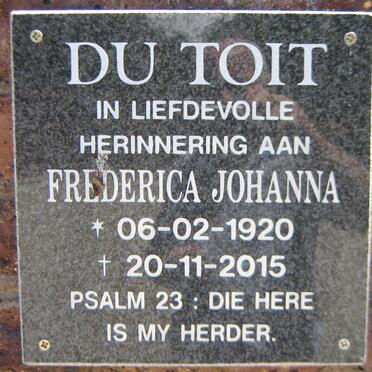 DU TOIT
IN LIEFDEVOLLE
HERINNERING AAN
FREDERICA JOHANNA
* 06-02-1920
† 20-11-2015
PSALM 23 : DIE HERE
IS MY HERDER.